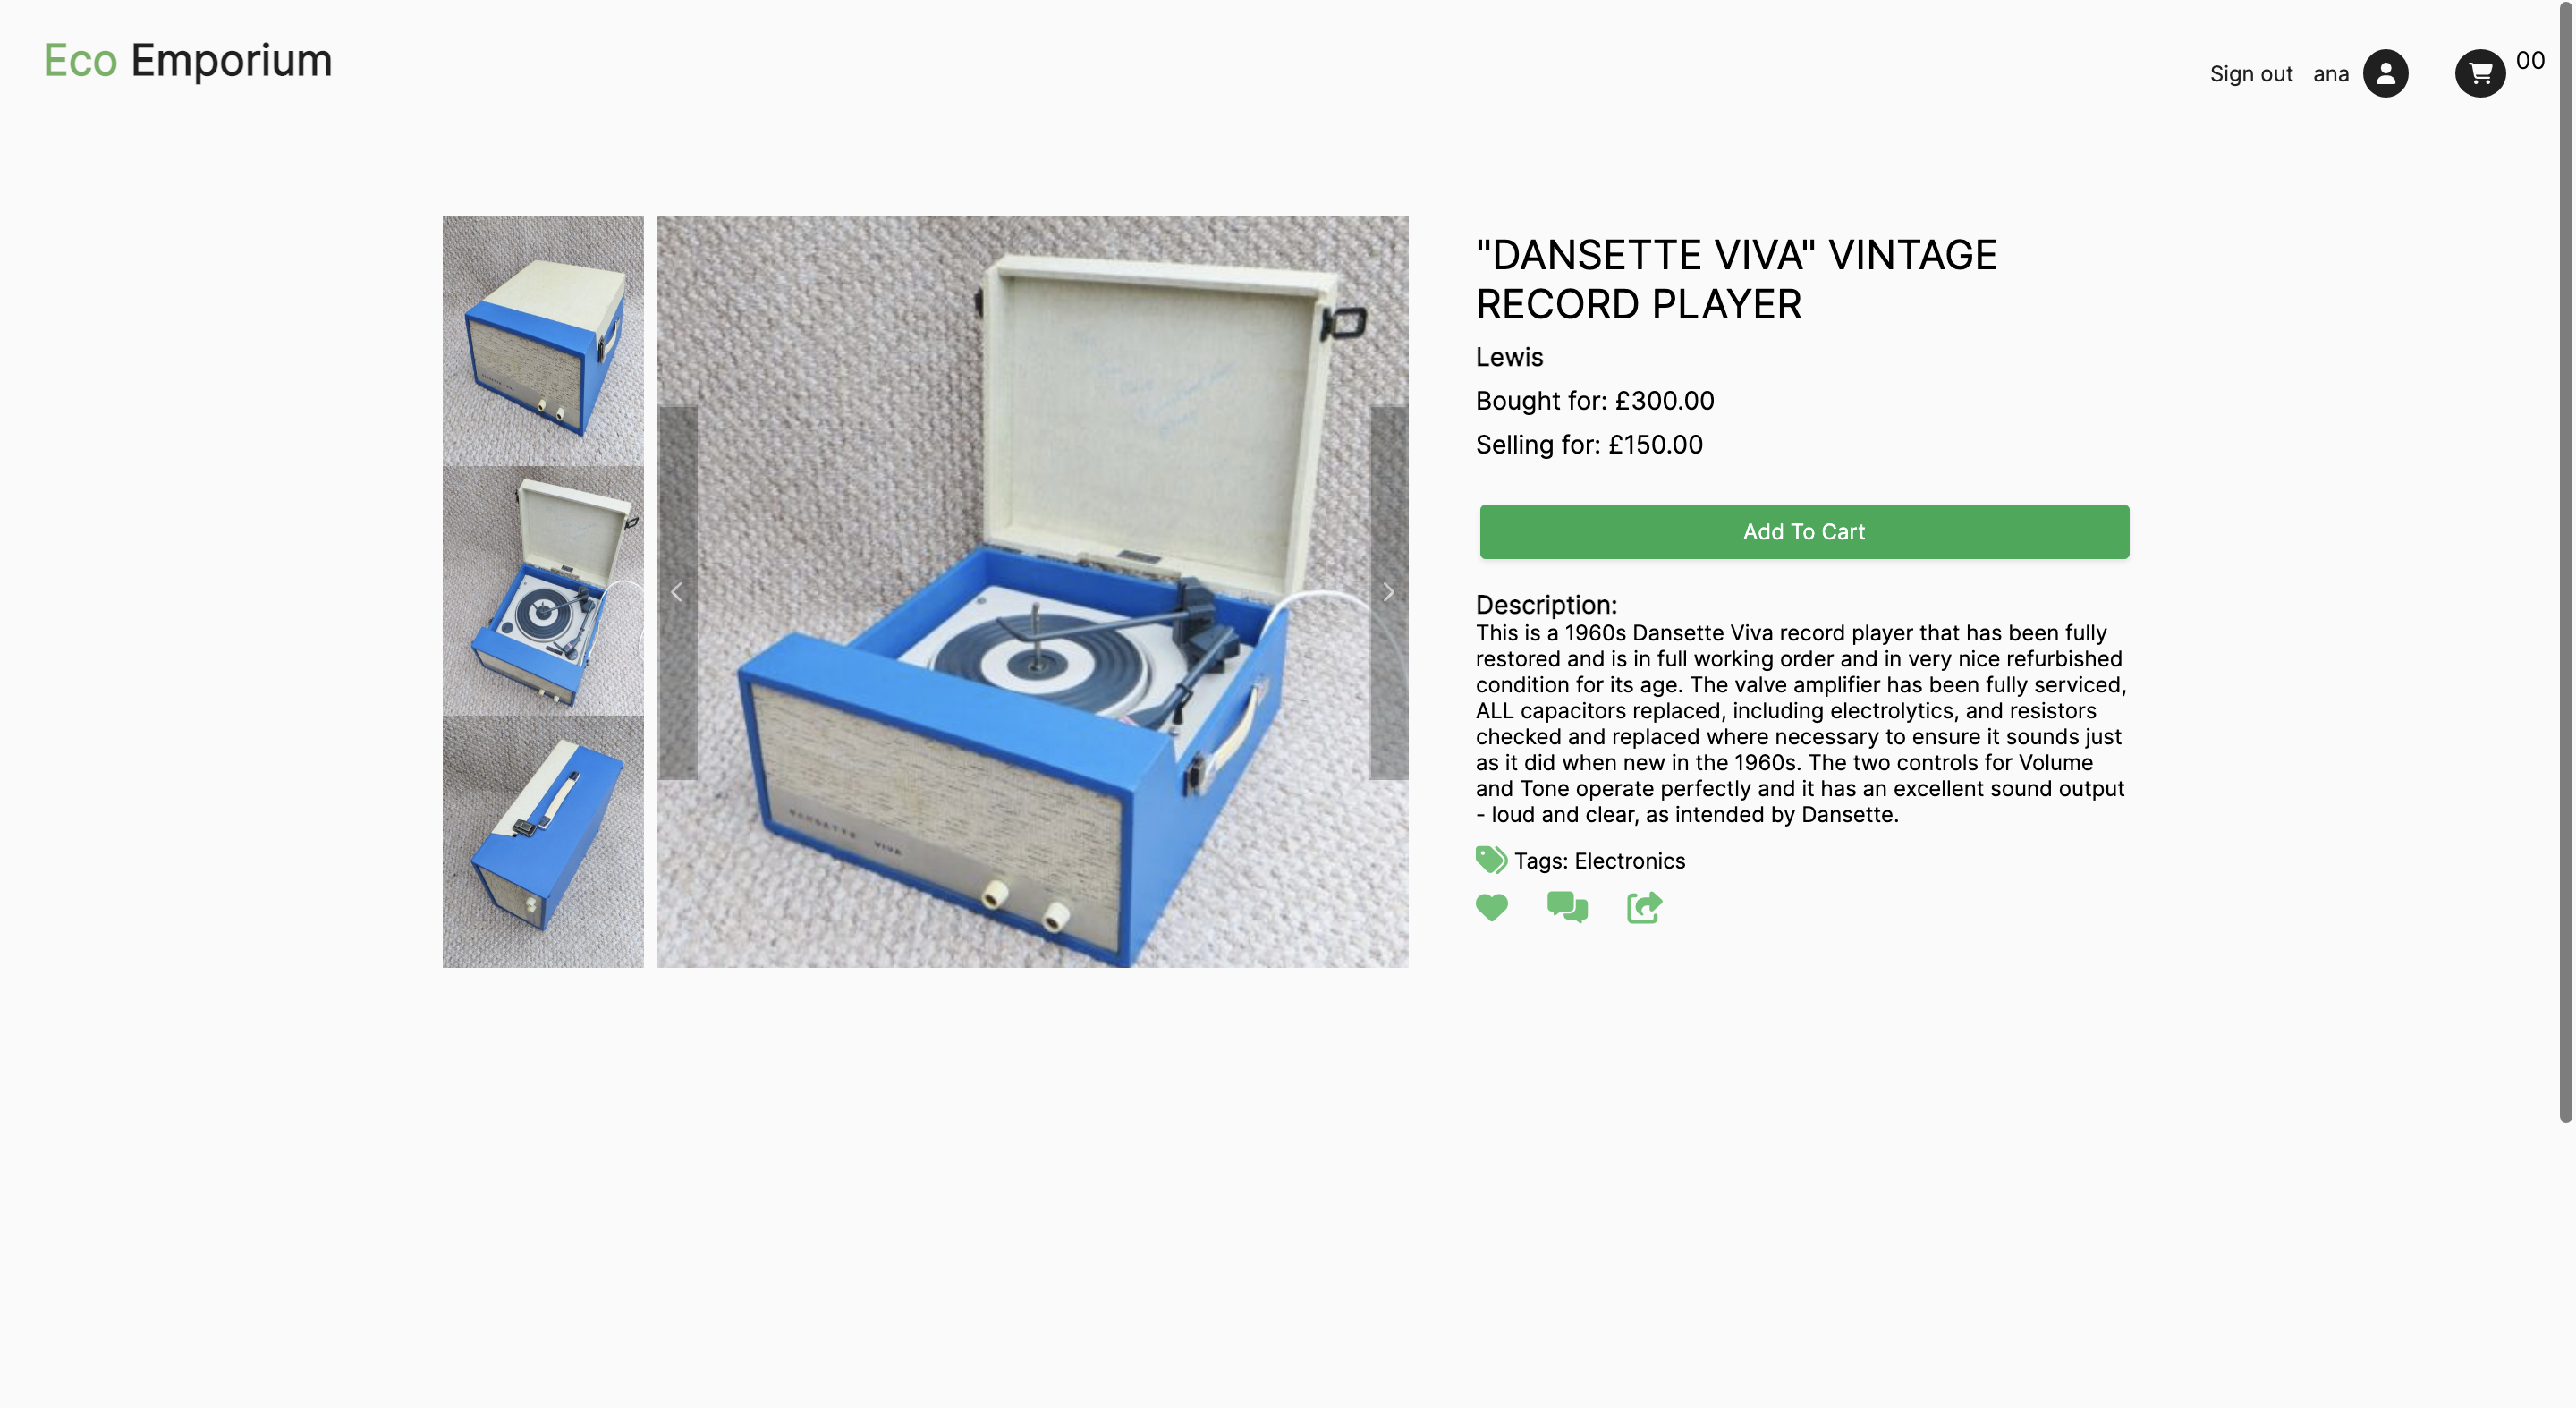 Eco Emporium
Sign out ana 00
"DANSETTE VIVA" VINTAGE
RECORD PLAYER
Lewis
Bought for: £300.00
Selling for: £150.00
Add To Cart
Description:
This is a 1960s Dansette Viva record player that has been fully
restored and is in full working order and in very nice refurbished
condition for its age. The valve amplifier has been fully serviced,
ALL capacitors replaced, including electrolytics, and resistors
checked and replaced where necessary to ensure it sounds just
as it did when new in the 1960s. The two controls for Volume
and Tone operate perfectly and it has an excellent sound output
- loud and clear, as intended by Dansette.
Tags: Electronics
DANSETTE VIVA